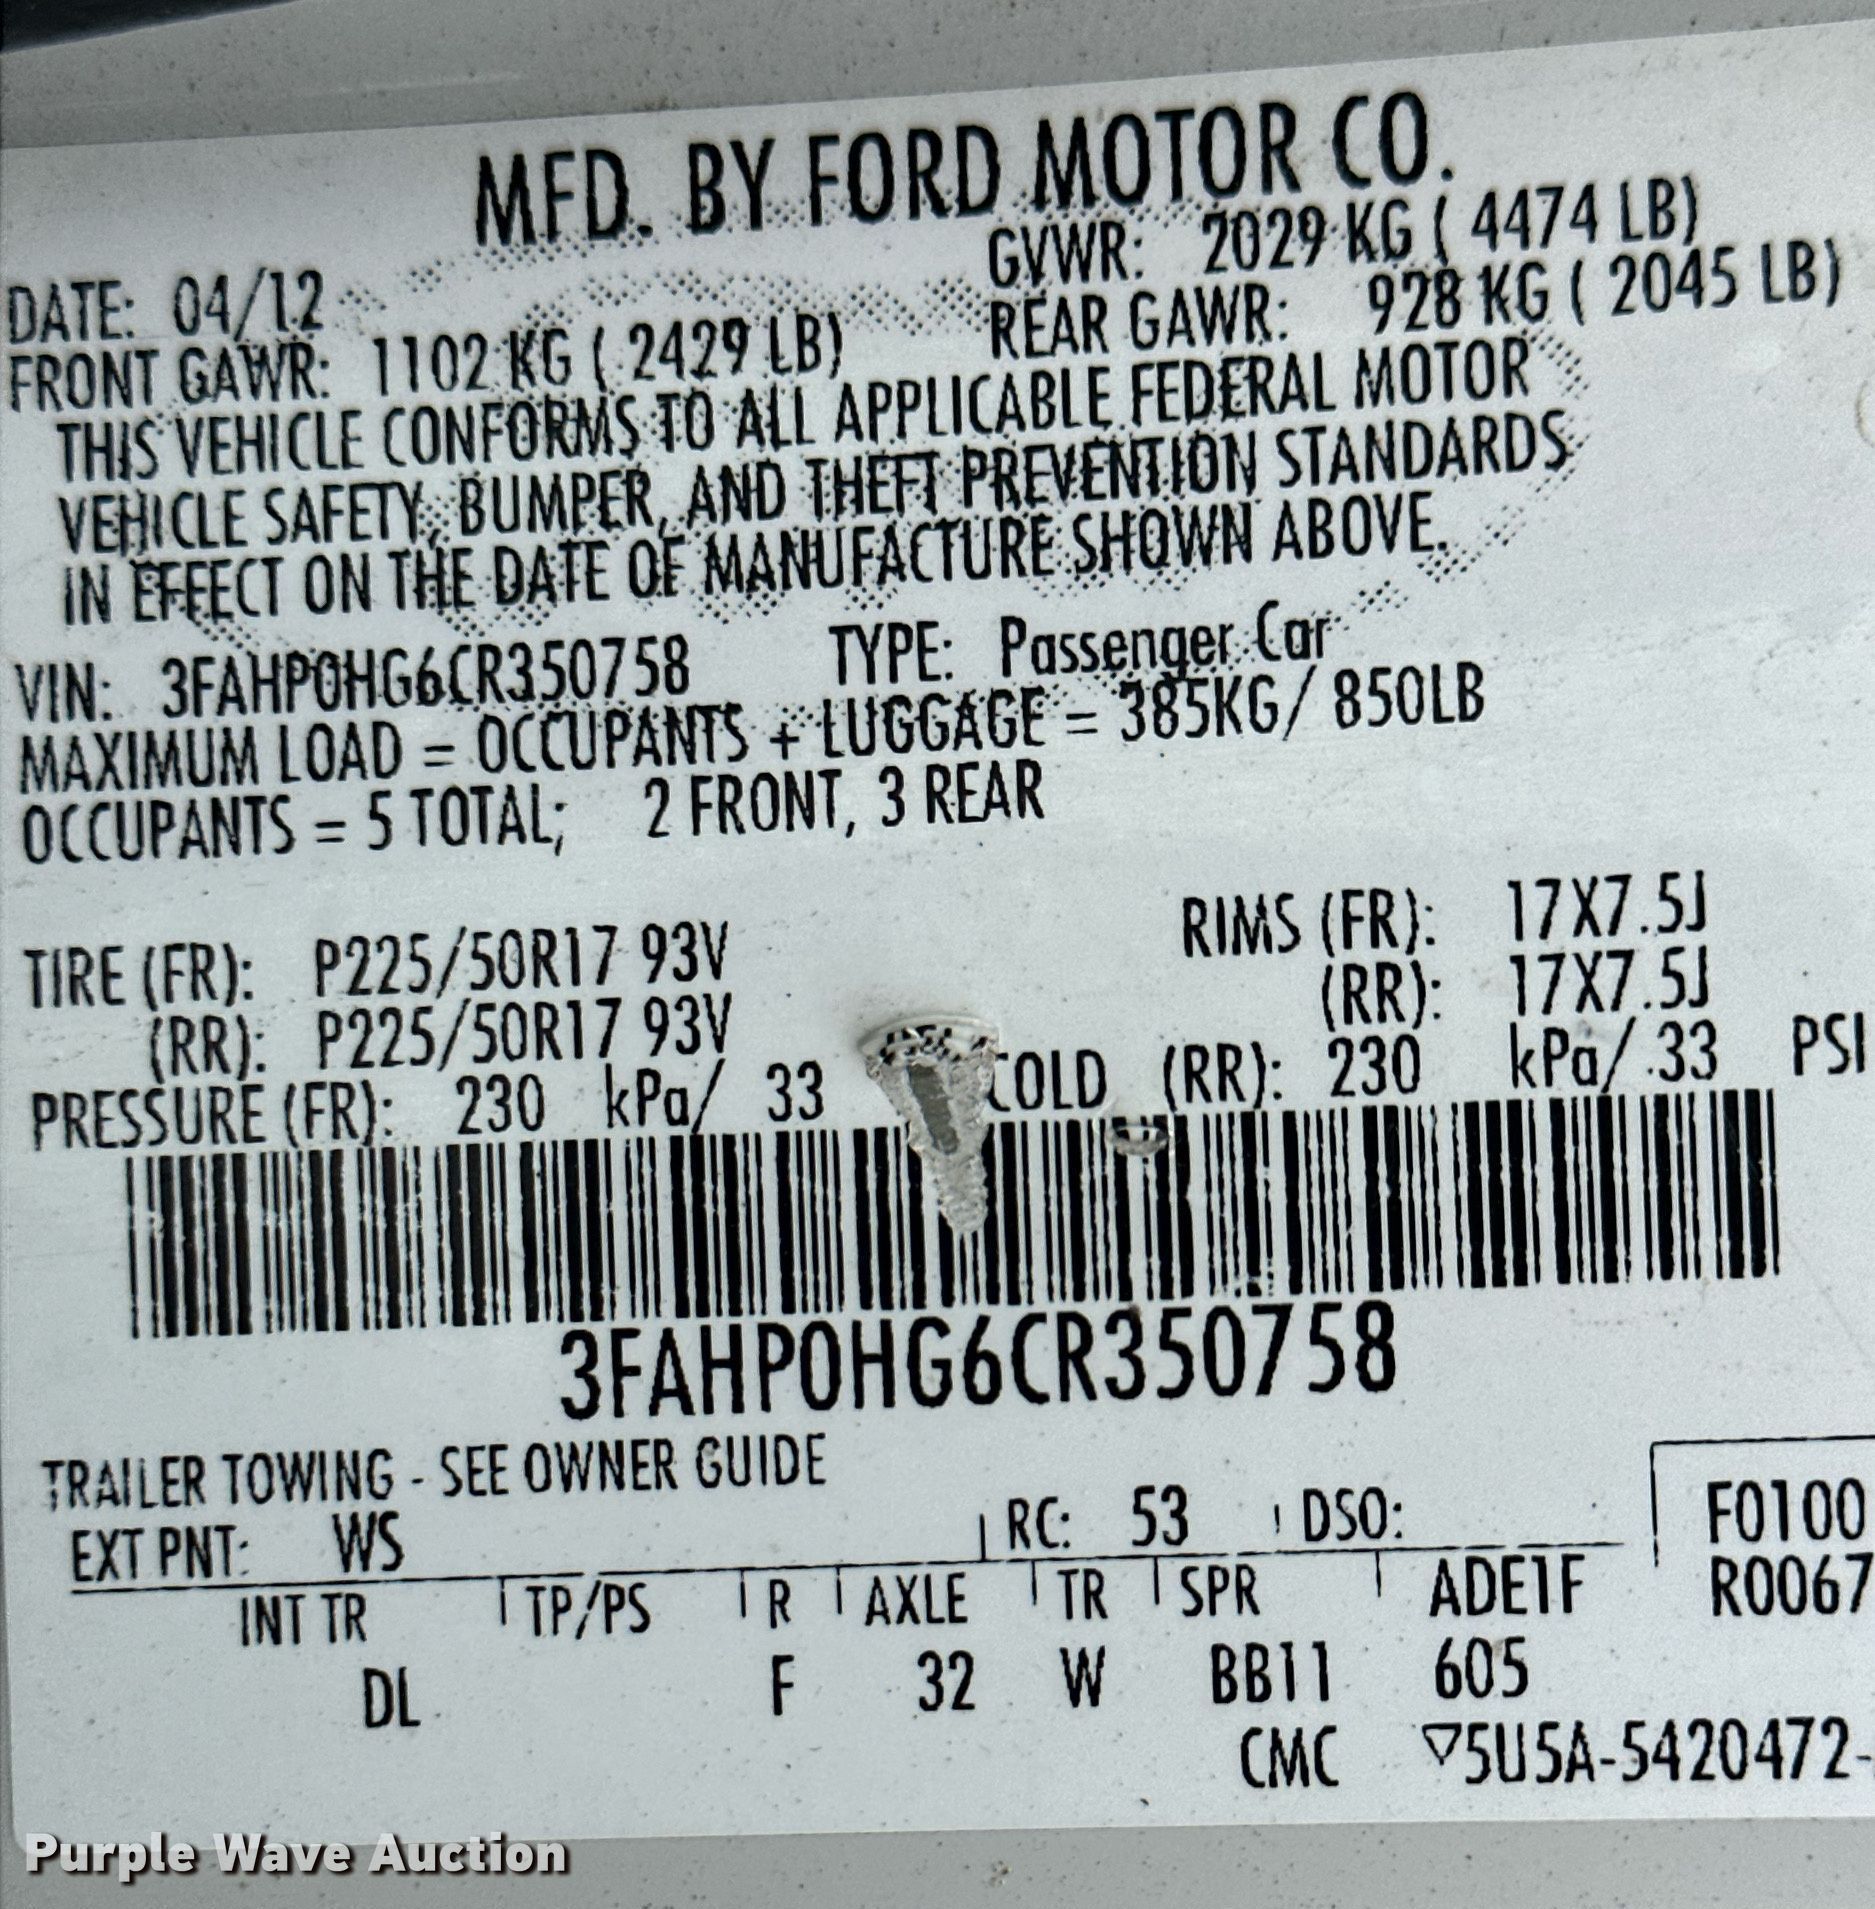 MFD. BY FORD MOTOR CO.
DATE: 04/12 GVWR: 2029 KG ( 4474 LB)
FRONT GAWR: 1102 KG ( 2429 LB) REAR GAWR: 928 KG ( 2045 LB)
THIS VEHICLE CONFORMS TO ALL APPLICABLE FEDERAL MOTOR
VEHICLE SAFETY, BUMPER, AND THEFT PREVENTION STANDARDS
IN EFFECT ON THE DATE OF MANUFACTURE SHOWN ABOVE.
VIN: 3FAHP0HG6CR350758 TYPE: Passenger Car
MAXIMUM LOAD = OCCUPANTS + LUGGAGE = 385KG/ 850LB
OCCUPANTS = 5 TOTAL; 2 FRONT, 3 REAR
TIRE (FR): P225/50R17 93V RIMS (FR): 17X7.5J
(RR): P225/50R17 93V (RR): 17X7.5J
PRESSURE (FR): 230 kPa/ 33 COLD (RR): 230 kPa/ 33 PSI
3FAHP0HG6CR350758
TRAILER TOWING - SEE OWNER GUIDE
EXT PNT: WS RC: 53 DSO: F0100
INT TR TP/PS R AXLE TR SPR ADE1F R0067
DL F 32 W BB11 605
CMC ▽5U5A-5420472-
Purple Wave Auction